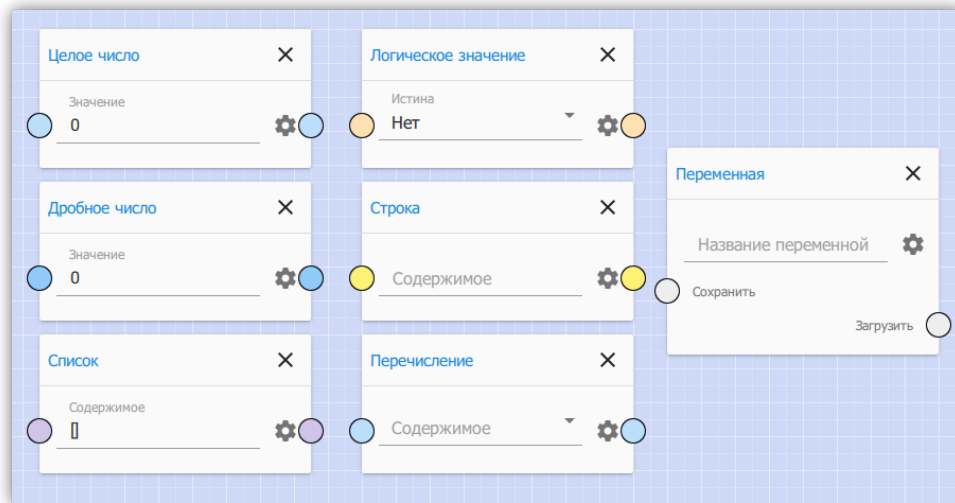 Целое число
Значение
0
Логическое значение
Истина
Нет
Дробное число
Значение
0
Строка
Содержимое
Список
Содержимое
[]
Перечисление
Содержимое
Переменная
Название переменной
Сохранить
Загрузить